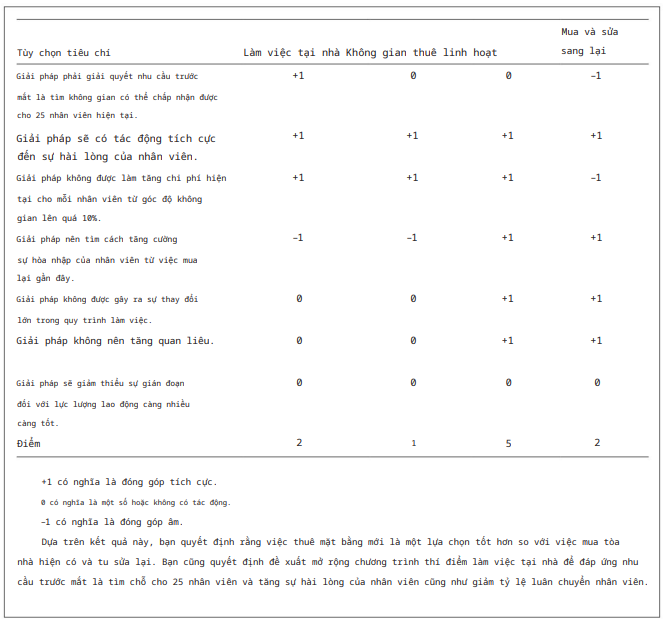 Mua và sửa
Tùy chọn tiêu chí Làm việc tại nhà Không gian thuê linh hoạt sang lại
Giải pháp phải giải quyết nhu cầu trước +1 0 0 –1
mắt là tìm không gian có thể chấp nhận được
cho 25 nhân viên hiện tại.
Giải pháp sẽ có tác động tích cực +1 +1 +1 +1
đến sự hài lòng của nhân viên.
Giải pháp không được làm tăng chi phí hiện +1 +1 +1 –1
tại cho mỗi nhân viên từ góc độ không
gian lên quá 10%.
Giải pháp nên tìm cách tăng cường –1 –1 +1 +1
sự hòa nhập của nhân viên từ việc mua
lại gần đây.
Giải pháp không được gây ra sự thay đổi 0 0 +1 +1
lớn trong quy trình làm việc.
Giải pháp không nên tăng quan liêu. 0 0 +1 +1
Giải pháp sẽ giảm thiểu sự gián đoạn 0 0 0 0
đối với lực lượng lao động càng nhiều
càng tốt.
Điểm 2 1 5 2
+1 có nghĩa là đóng góp tích cực.
0 có nghĩa là một số hoặc không có tác động.
–1 có nghĩa là đóng góp âm.
Dựa trên kết quả này, bạn quyết định rằng việc thuê mặt bằng mới là một lựa chọn tốt hơn so với việc mua tòa
nhà hiện có và tu sửa lại. Bạn cũng quyết định đề xuất mở rộng chương trình thí điểm làm việc tại nhà để đáp ứng nhu
cầu trước mắt là tìm chỗ cho 25 nhân viên và tăng sự hài lòng của nhân viên cũng như giảm tỷ lệ luân chuyển nhân viên.